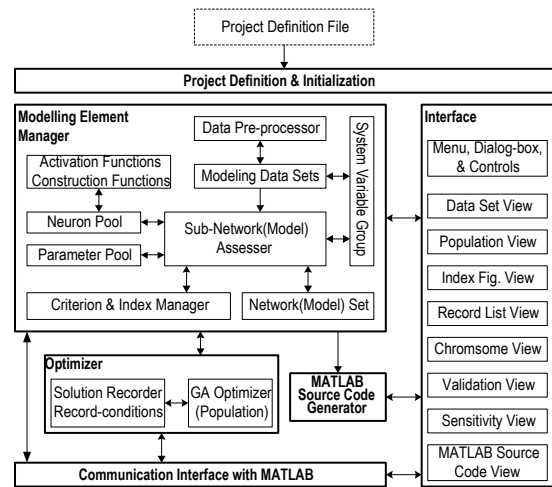 Project Definition File
Project Definition & Initialization
Modelling Element
Manager
Data Pre-processor
System Variable
Group
Activation Functions
Construction Functions
Modeling Data Sets
Neuron Pool
Sub-Network(Model)
Assesser
Parameter Pool
Criterion & Index Manager
Network(Model) Set
Optimizer
Solution Recorder
Record-conditions
GA Optimizer
(Population)
MATLAB
Source Code
Generator
Communication Interface with MATLAB
Interface
Menu, Dialog-box,
& Controls
Data Set View
Population View
Index Fig. View
Record List View
Chromsome View
Validation View
Sensitivity View
MATLAB Source
Code View